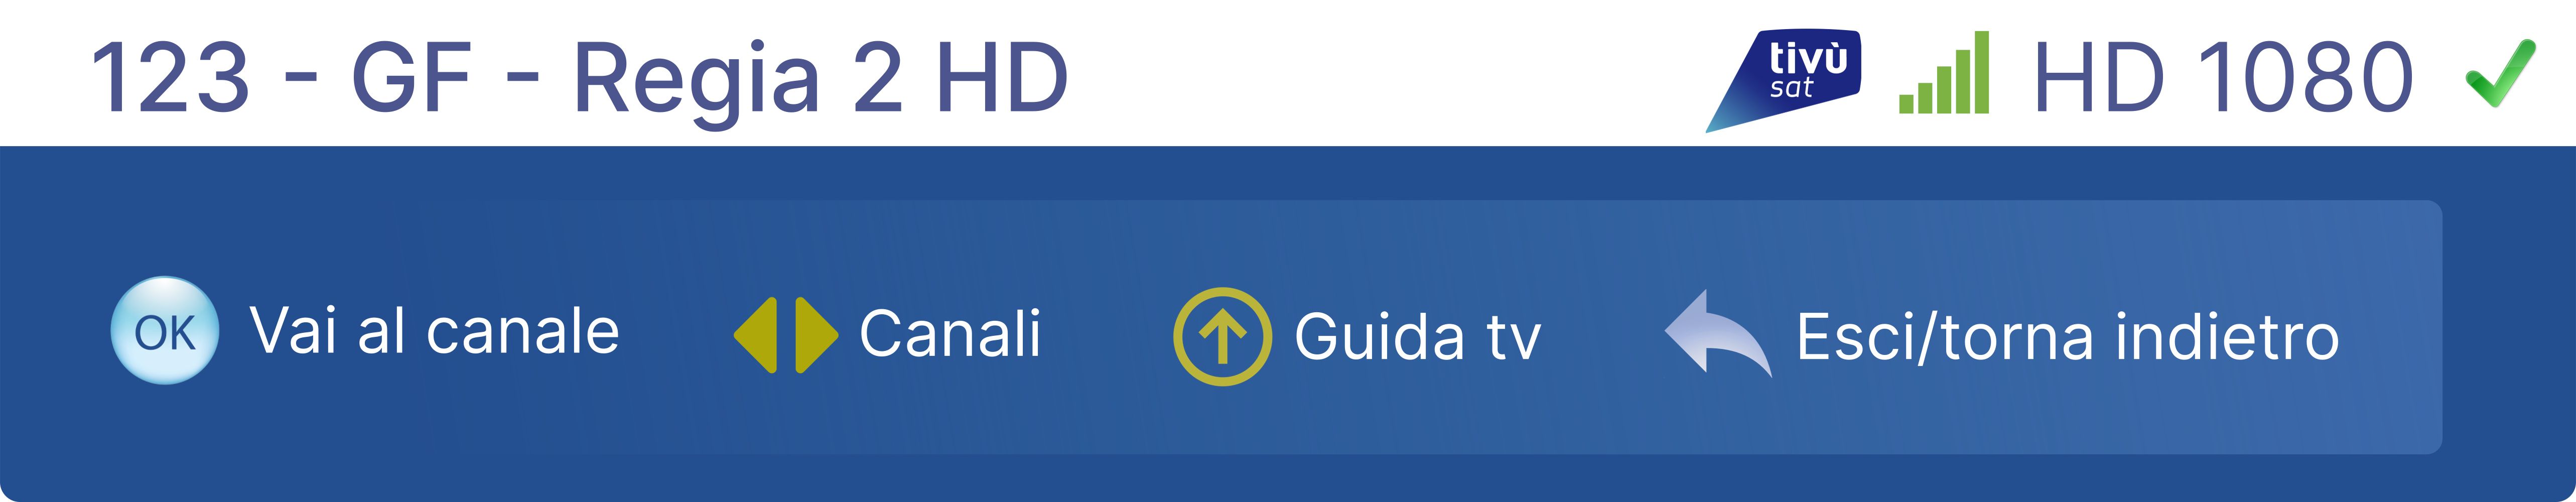 123 - GF - Regia 2 HD
tivù
sat
HD 1080
OK Vai al canale
Canali
Guida tv
Esci/torna indietro